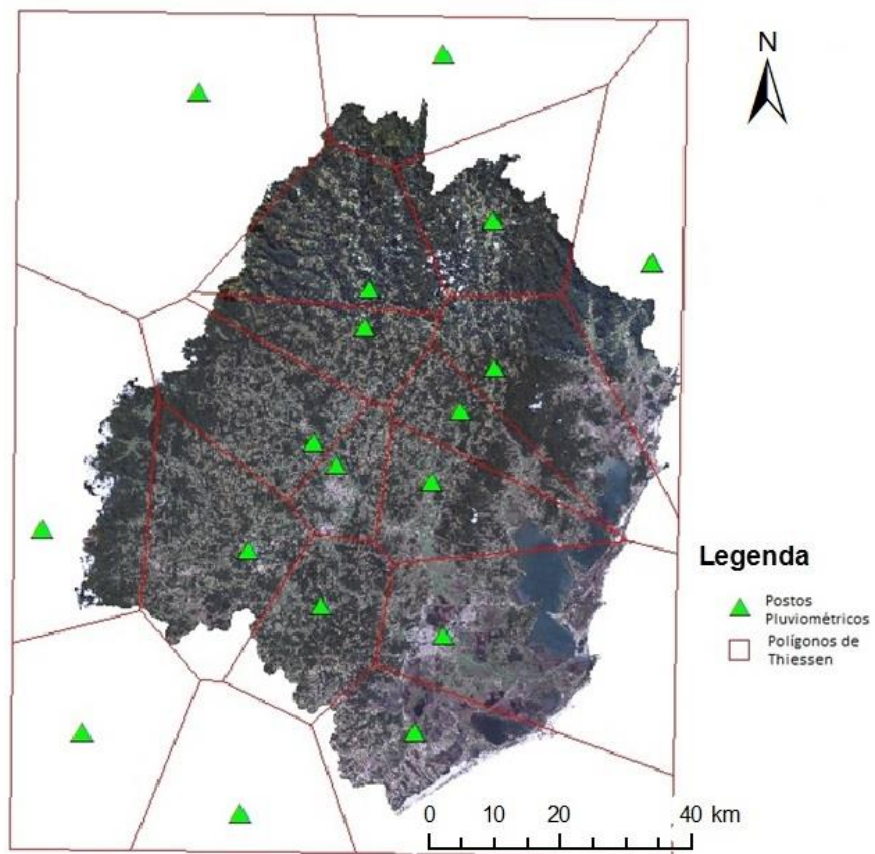 N
Legenda
Postos
Pluviométricos
Polígonos de
Thiessen
0 10 20 40 km